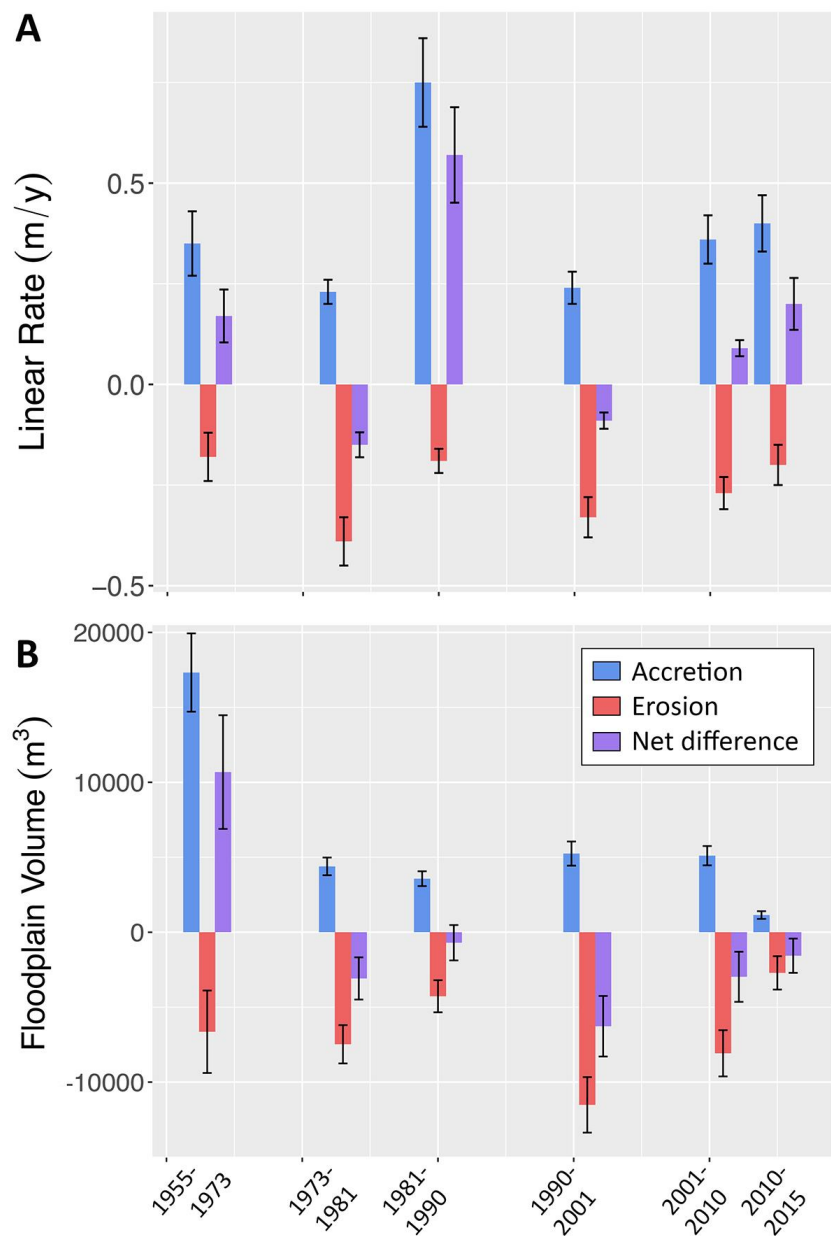 A
Linear Rate (m/y)
0.5
0.0
−0.5
B
Floodplain Volume (m³)
20000
10000
0
-10000
Accretion
Erosion
Net difference
1955-
1973
1973-
1981
1981-
1990
1990-
2001
2001-
2010
2010-
2015